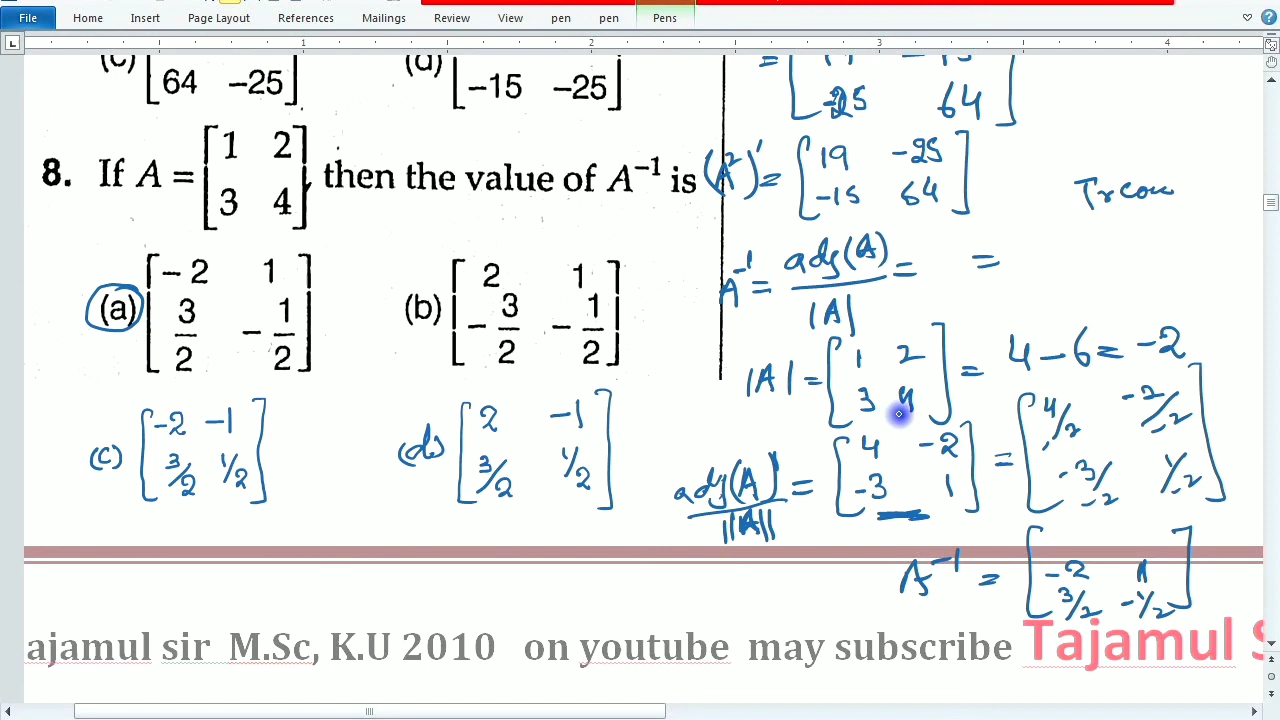 File Home Insert Page Layout References Mailings Review View pen pen Pens
1 2 3 4
(c) [64 −25] (d) [−15 −25]
= [
−25 64]
8. If A = [1 2
3 4], then the value of A⁻¹ is
(A²)' = [19 −25
−15 64]
Trcou
A⁻¹ = adj(A) = =
|A|
(a) [−2 1
3/2 −1/2]
(b) [2 1
−3/2 −1/2]
|A| = [1 2
3 4] = 4 − 6 = −2
(c) [−2 −1
3/2 1/2]
(d) [2 −1
3/2 1/2]
adj(A) = [4 −2
|A| −3 1] = [4/−2 −2/−2
−3/−2 1/−2]
A⁻¹ = [−2 1
3/2 −1/2]
ajamul sir M.Sc, K.U 2010 on youtube may subscribe Tajamul S